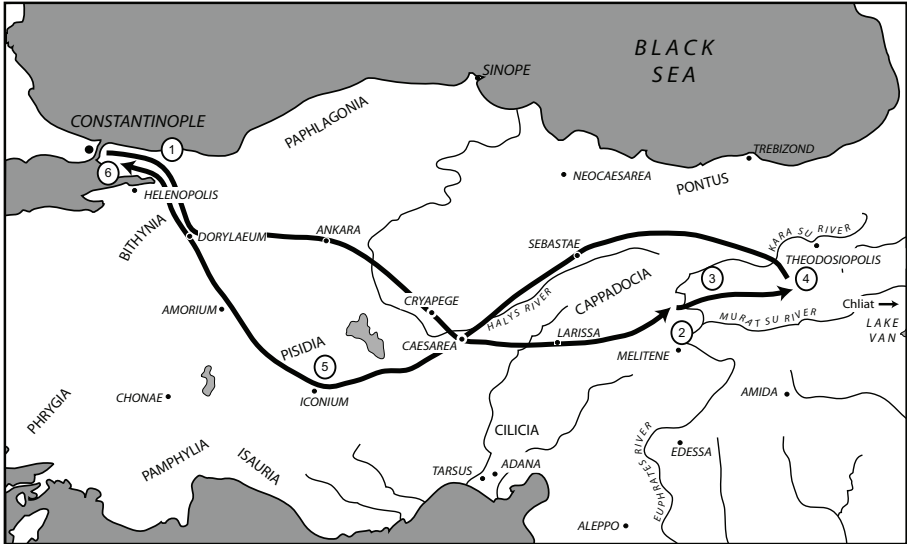 BLACK
SEA
SINOPE
CONSTANTINOPLE
1
PAPHLAGONIA
TREBIZOND
6
HELENOPOLIS
NEOCAESAREA
PONTUS
BITHYNIA
DORYLAEUM
ANKARA
SEBASTAE
KARA SU RIVER
THEODOSIOPOLIS
3
4
CAPPADOCIA
CRYAPEGE
HALYS RIVER
Chliat
AMORIUM
MURAT SU RIVER
LAKE
VAN
PISIDIA
CAESAREA
LARISSA
2
MELITENE
5
ICONIUM
CHONAE
AMIDA
PHRYGIA
CILICIA
PAMPHYLIA
ISAURIA
EDESSA
TARSUS
ADANA
EUPHRATES RIVER
ALEPPO